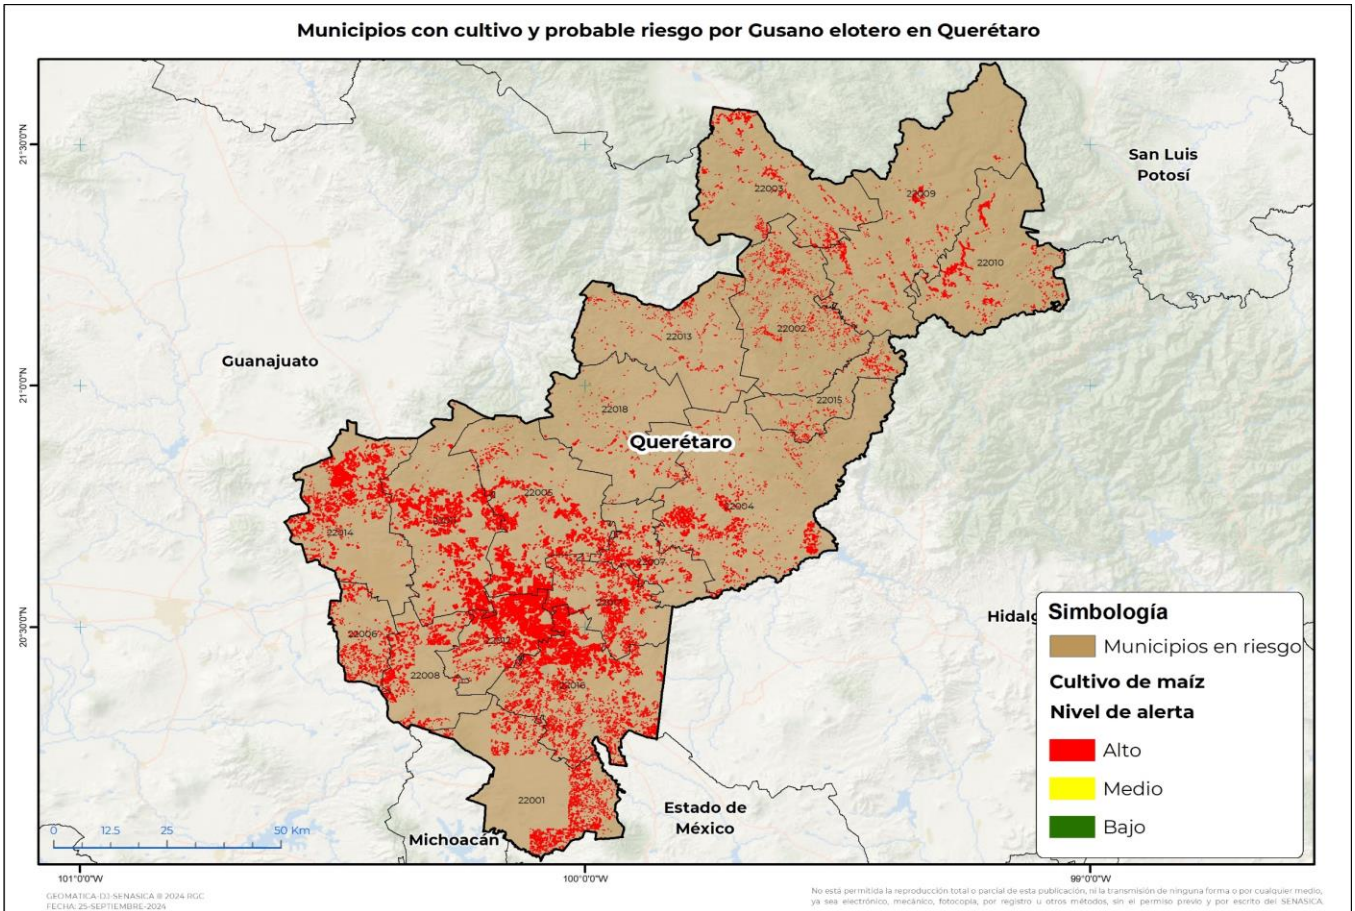 Municipios con cultivo y probable riesgo por Gusano elotero en Querétaro
21°30'0"N
21°0'0"N
20°30'0"N
San Luis
Potosí
22003
22009
22010
22013
22002
Guanajuato
22018
22015
Querétaro
22005
22004
22014
22007
22006
22008
22016
Hidalg
22001
Estado de
México
Michoacán
Simbología
Municipios en riesgo
Cultivo de maíz
Nivel de alerta
Alto
Medio
Bajo
0 12.5 25 50 Km
101°0'0"W
100°0'0"W
99°0'0"W
GEOMATICA-DJ-SENASICA ® 2024 RGC
FECHA: 25-SEPTIEMBRE-2024
No está permitida la reproducción total o parcial de esta publicación, ni la transmisión de ninguna forma o por cualquier medio,
ya sea electrónico, mecánico, fotocopia, por registro u otros métodos, sin el permiso previo y por escrito del SENASICA.